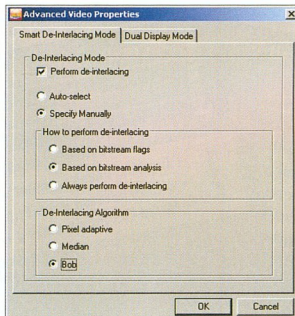 Advanced Video Properties
Smart De-Interlacing Mode
Dual Display Mode
De-Interlacing Mode
Perform de-interlacing
Auto-select
Specify Manually
How to perform de-interlacing
Based on bitstream flags
Based on bitstream analysis
Always perform de-interlacing
De-Interlacing Algorithm
Pixel adaptive
Median
Bob
OK
Cancel